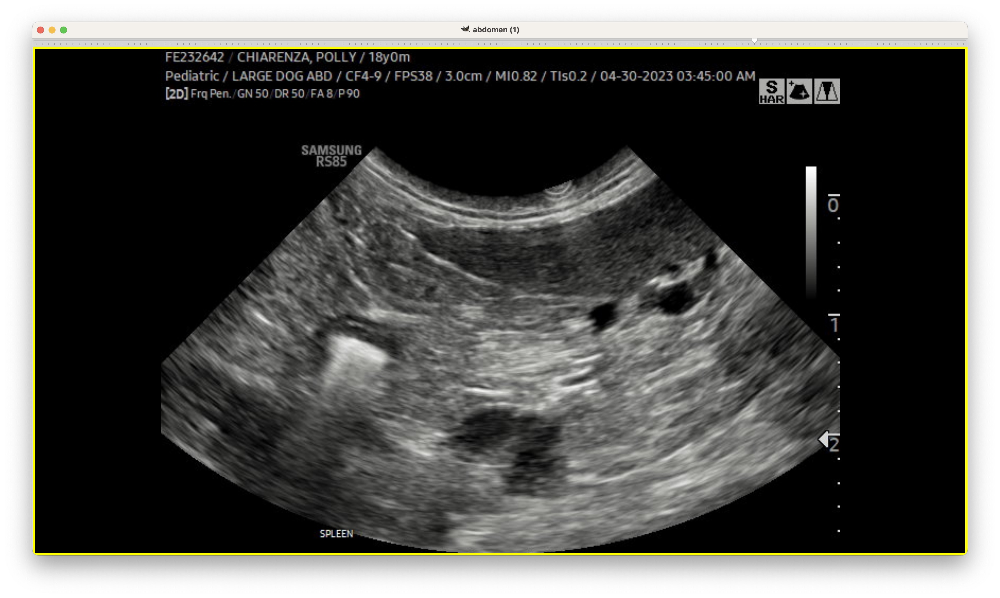 abdomen (1)
FE232642 / CHIARENZA, POLLY / 18y0m
Pediatric / LARGE DOG ABD / CF4-9 / FPS38 / 3.0cm / MI0.82 / TIs0.2 / 04-30-2023 03:45:00 AM
[2D] Frq Pen./GN 50/DR 50/FA 8/P 90
S
HAR
SAMSUNG
RS85
0
1
2
SPLEEN